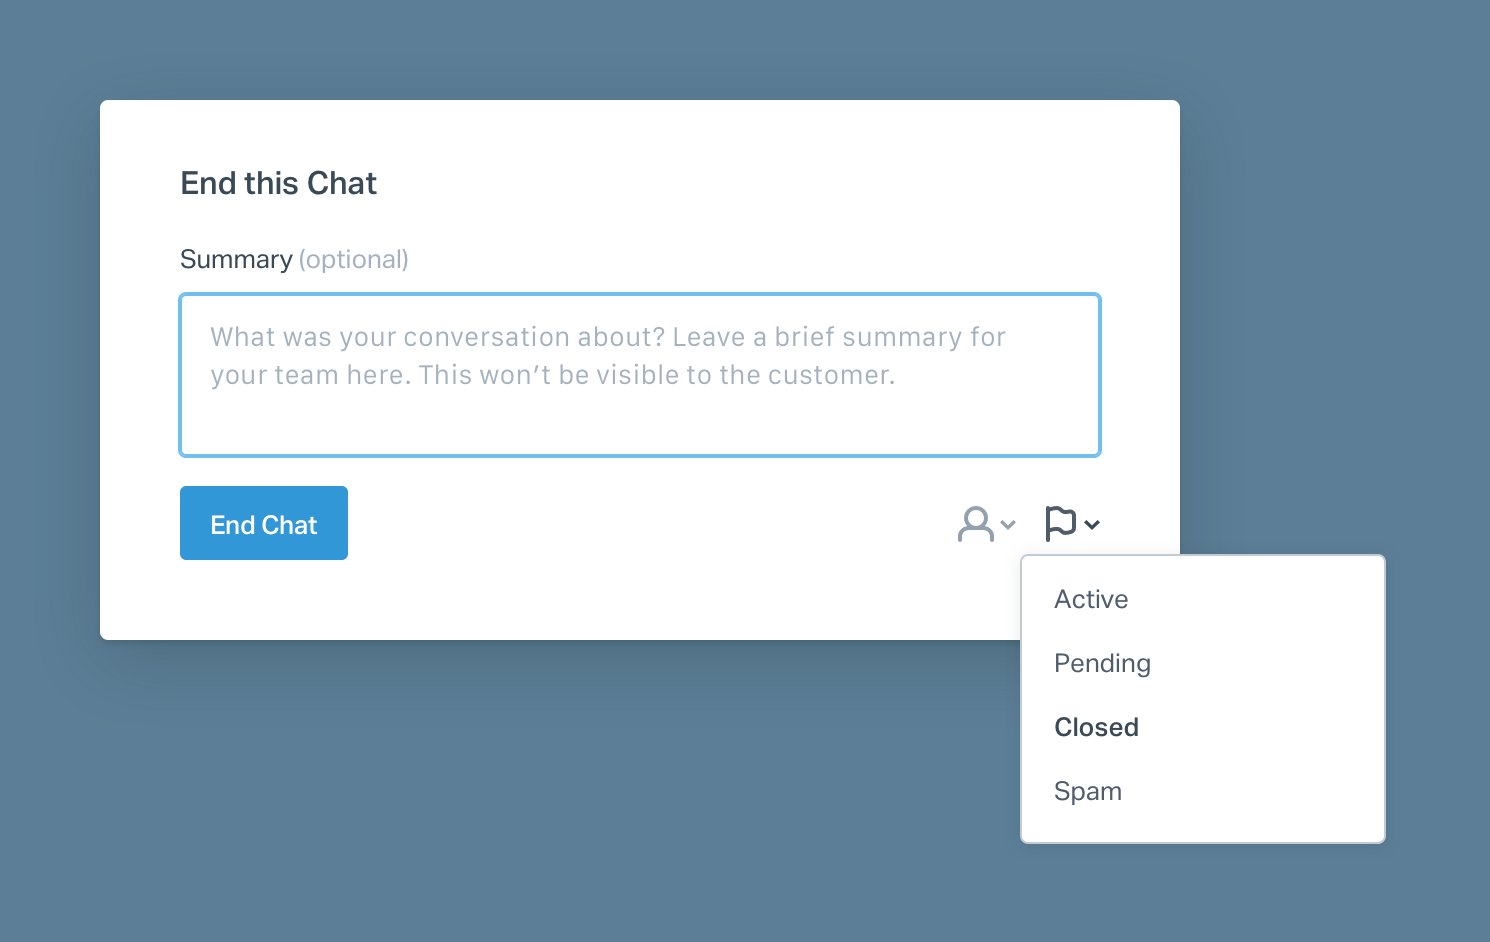 End this Chat
Summary (optional)
What was your conversation about? Leave a brief summary for
your team here. This won’t be visible to the customer.
End Chat
Active
Pending
Closed
Spam